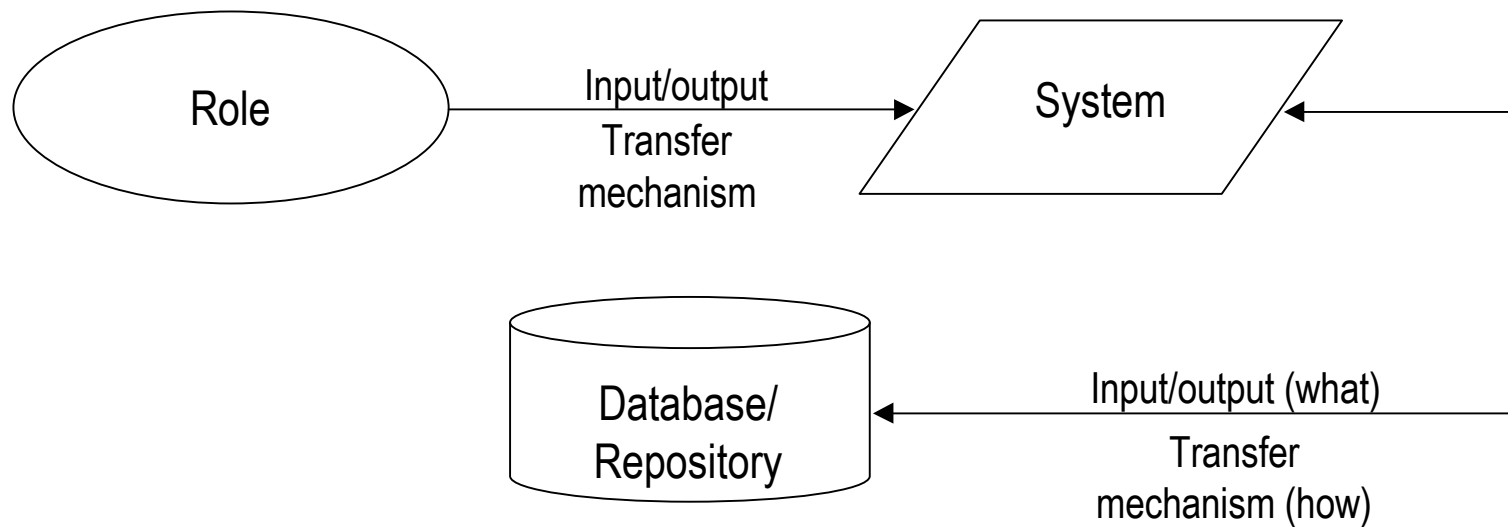 Role
Input/output
Transfer
mechanism
System
Database/
Repository
Input/output (what)
Transfer
mechanism (how)